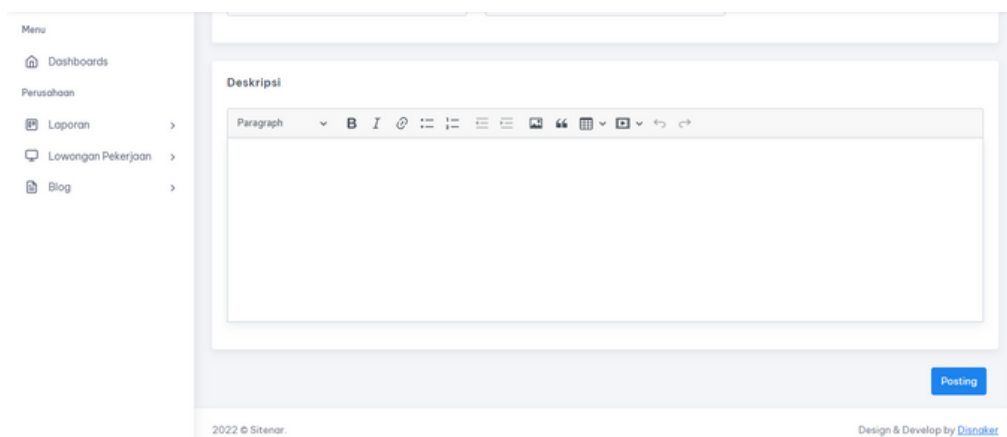 Menu
Dashboards
Perusahaan
Laporan
Lowongan Pekerjaan
Blog
Deskripsi
Paragraph B I
Posting
2022 © Sitenar. Design & Develop by Disnaker